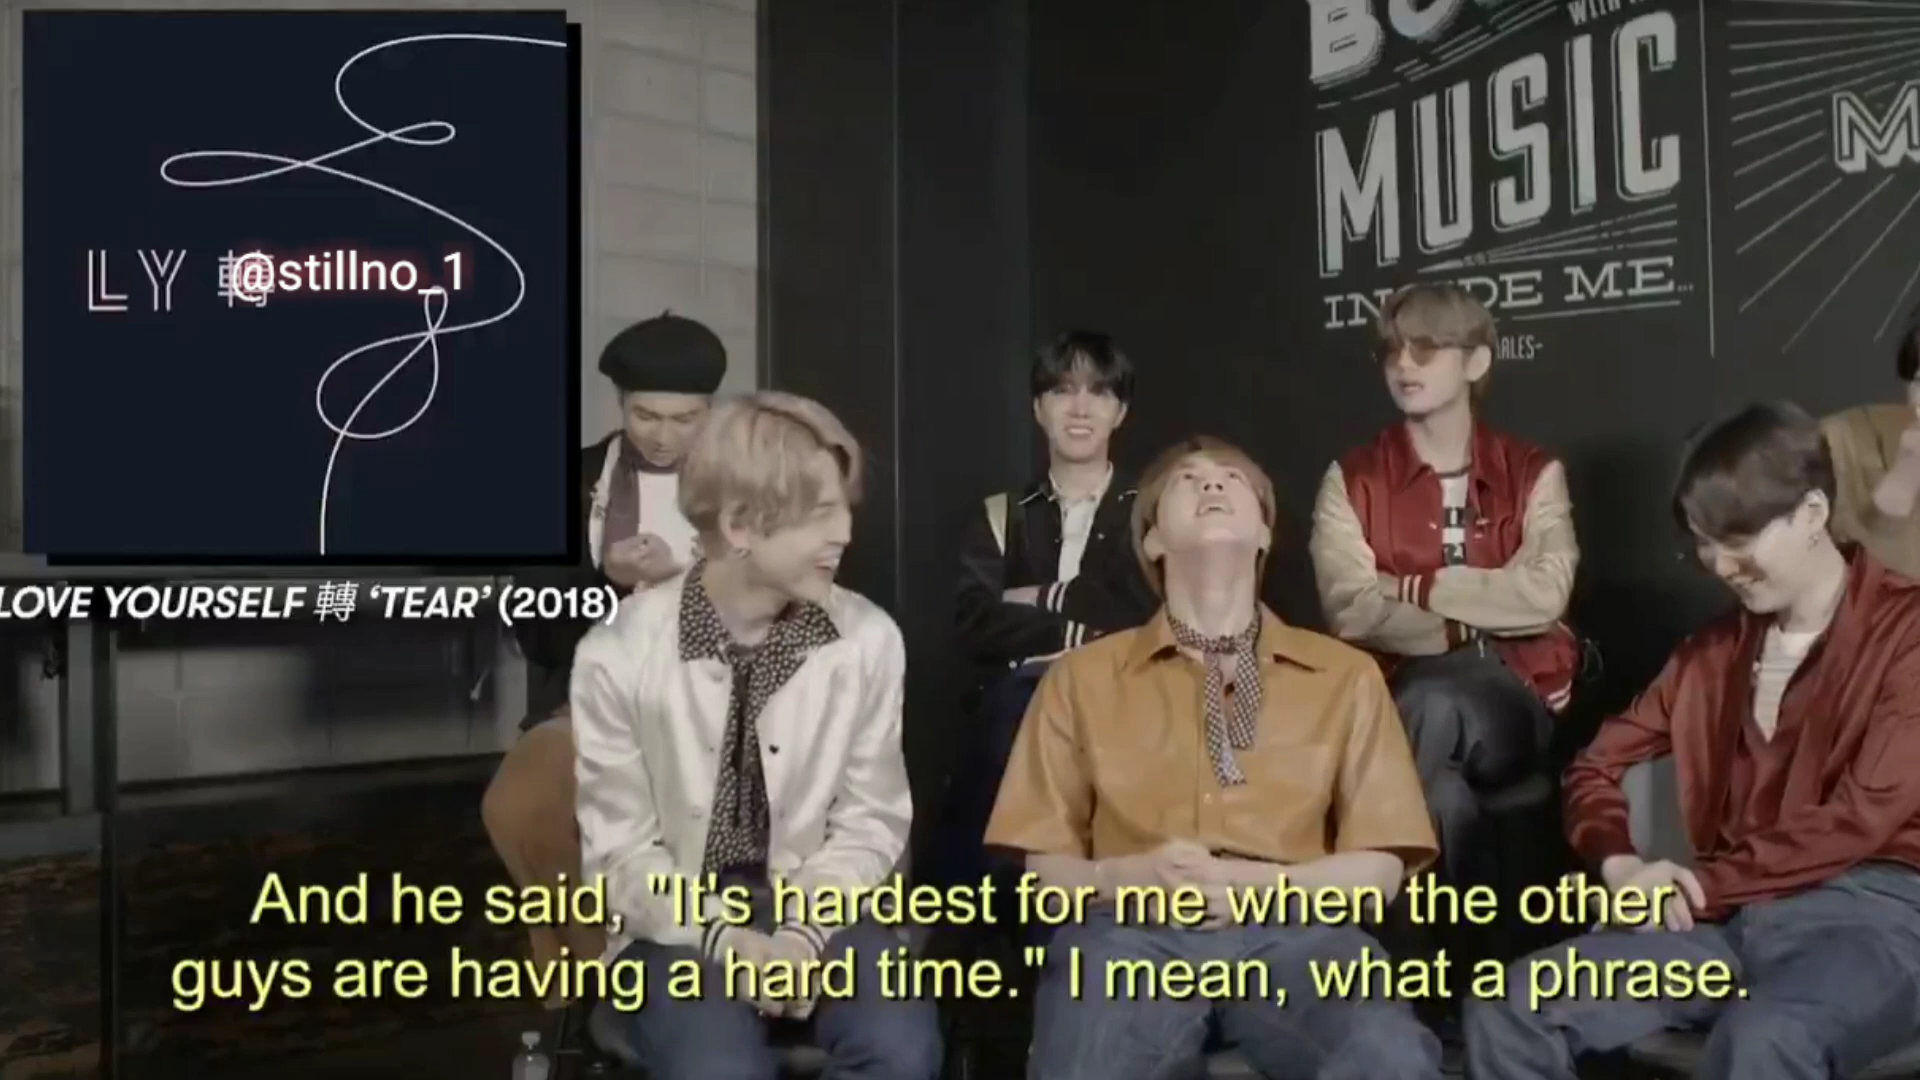 MUSIC
INSIDE ME...
LY 轉
@stillno_1
LOVE YOURSELF 轉 ‘TEAR’ (2018)
And he said, "It's hardest for me when the other
guys are having a hard time." I mean, what a phrase.